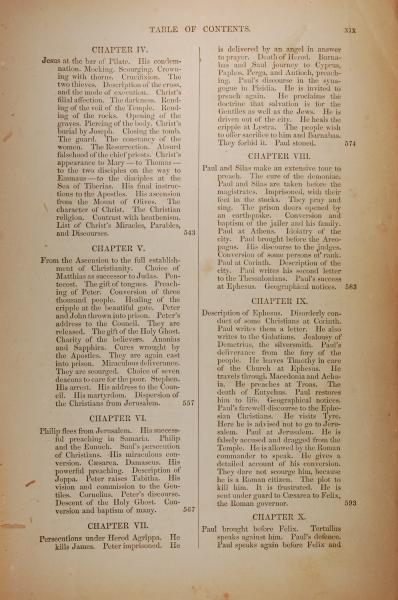 TABLE OF CONTENTS. xix
CHAPTER IV.
Jesus at the bar of Pilate. His condem-
nation. Mocking. Scourging. Crown-
ing with thorns. Crucifixion. The
two thieves. Description of the cross,
and the mode of execution. Christ's
filial affection. The darkness. Rend-
ing of the veil of the Temple. Rend-
ing of the rocks. Opening of the
graves. Piercing of the body, Christ's
burial by Joseph. Closing the tomb.
The guard. The constancy of the
women. The Resurrection. Absurd
falsehood of the chief priests. Christ's
appearance to Mary—to Thomas—
to the two disciples on the way to
Emmaus—to the disciples at the
Sea of Tiberias. His final instruc-
tions to the Apostles. His ascension
from the Mount of Olives. The
character of Christ. The Christian
religion. Contrast with heathenism.
List of Christ's Miracles, Parables,
and Discourses. 543
CHAPTER V.
From the Ascension to the full establish-
ment of Christianity. Choice of
Matthias as successor to Judas. Pen-
tecost. The gift of tongues. Preach-
ing of Peter. Conversion of three
thousand people. Healing of the
cripple at the beautiful gate. Peter
and John thrown into prison. Peter's
address to the Council. They are
released. The gift of the Holy Ghost.
Charity of the believers. Ananias
and Sapphira. Cures wrought by
the Apostles. They are again cast
into prison. Miraculous deliverance.
They are scourged. Choice of seven
deacons to care for the poor. Stephen.
His arrest. His address to the Coun-
cil. His martyrdom. Dispersion of
the Christians from Jerusalem. 557
CHAPTER VI.
Philip flees from Jerusalem. His success-
ful preaching in Samaria. Philip
and the Eunuch. Saul's persecution
of Christians. His miraculous con-
version. Cæsarea. Damascus. His
powerful preaching. Description of
Joppa. Peter raises Tabitha. His
vision and commission to the Gen-
tiles. Cornelius. Peter's discourse.
Descent of the Holy Ghost. Con-
version and baptism of many. 567
CHAPTER VII.
Persecutions under Herod Agrippa. He
kills James. Peter imprisoned. He
is delivered by an angel in answer
to prayer. Death of Herod. Barna-
bas and Saul journey to Cyprus,
Paphos, Perga, and Antioch, preach-
ing. Paul's discourse in the syna-
gogue in Pisidia. He is invited to
preach again. He proclaims the
doctrine that salvation is for the
Gentiles as well as the Jews. He is
driven out of the city. He heals the
cripple at Lystra. The people wish
to offer sacrifice to him and Barnabas.
They forbid it. Paul stoned. 574
CHAPTER VIII.
Paul and Silas make an extensive tour to
preach. The cure of the demoniac.
Paul and Silas are taken before the
magistrates. Imprisoned, with their
feet in the stocks. They pray and
sing. The prison doors opened by
an earthquake. Conversion and
baptism of the jailer and his family.
Paul at Athens. Idolatry of the
city. Paul brought before the Areo-
pagus. His discourse to the judges.
Conversion of some persons of rank.
Paul at Corinth. Description of the
city. Paul writes his second letter
to the Thessalonians. Paul's success
at Ephesus. Geographical notices. 583
CHAPTER IX.
Description of Ephesus. Disorderly con-
duct of some Christians at Corinth.
Paul writes them a letter. He also
writes to the Galatians. Jealousy of
Demetrius, the silversmith. Paul's
deliverance from the fury of the
people. He leaves Timothy in care
of the Church at Ephesus. He
travels through Macedonia and Acha-
ia. He preaches at Troas. The
death of Eutychus. Paul restores
him to life. Geographical notices.
Paul's farewell discourse to the Ephe-
sian Christians. He visits Tyre.
Here he is advised not to go to Jeru-
salem. Paul at Jerusalem. He is
falsely accused and dragged from the
Temple. He is allowed by the Roman
commander to speak. He gives a
detailed account of his conversion.
They dare not scourge him, because
he is a Roman citizen. The plot to
kill him. It is frustrated. He is
sent under guard to Cæsarea to Felix,
the Roman governor. 593
CHAPTER X.
Paul brought before Felix. Tertullus
speaks against him. Paul's defence.
Paul speaks again before Felix and